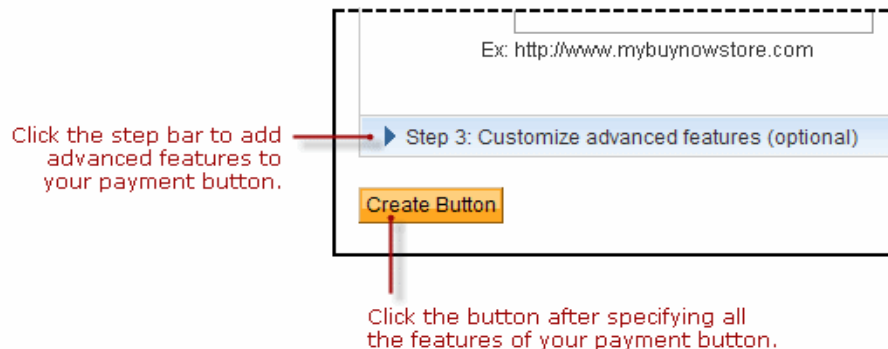 Ex: http://www.mybuynowstore.com
Click the step bar to add
advanced features to
your payment button.
Step 3: Customize advanced features (optional)
Create Button
Click the button after specifying all
the features of your payment button.